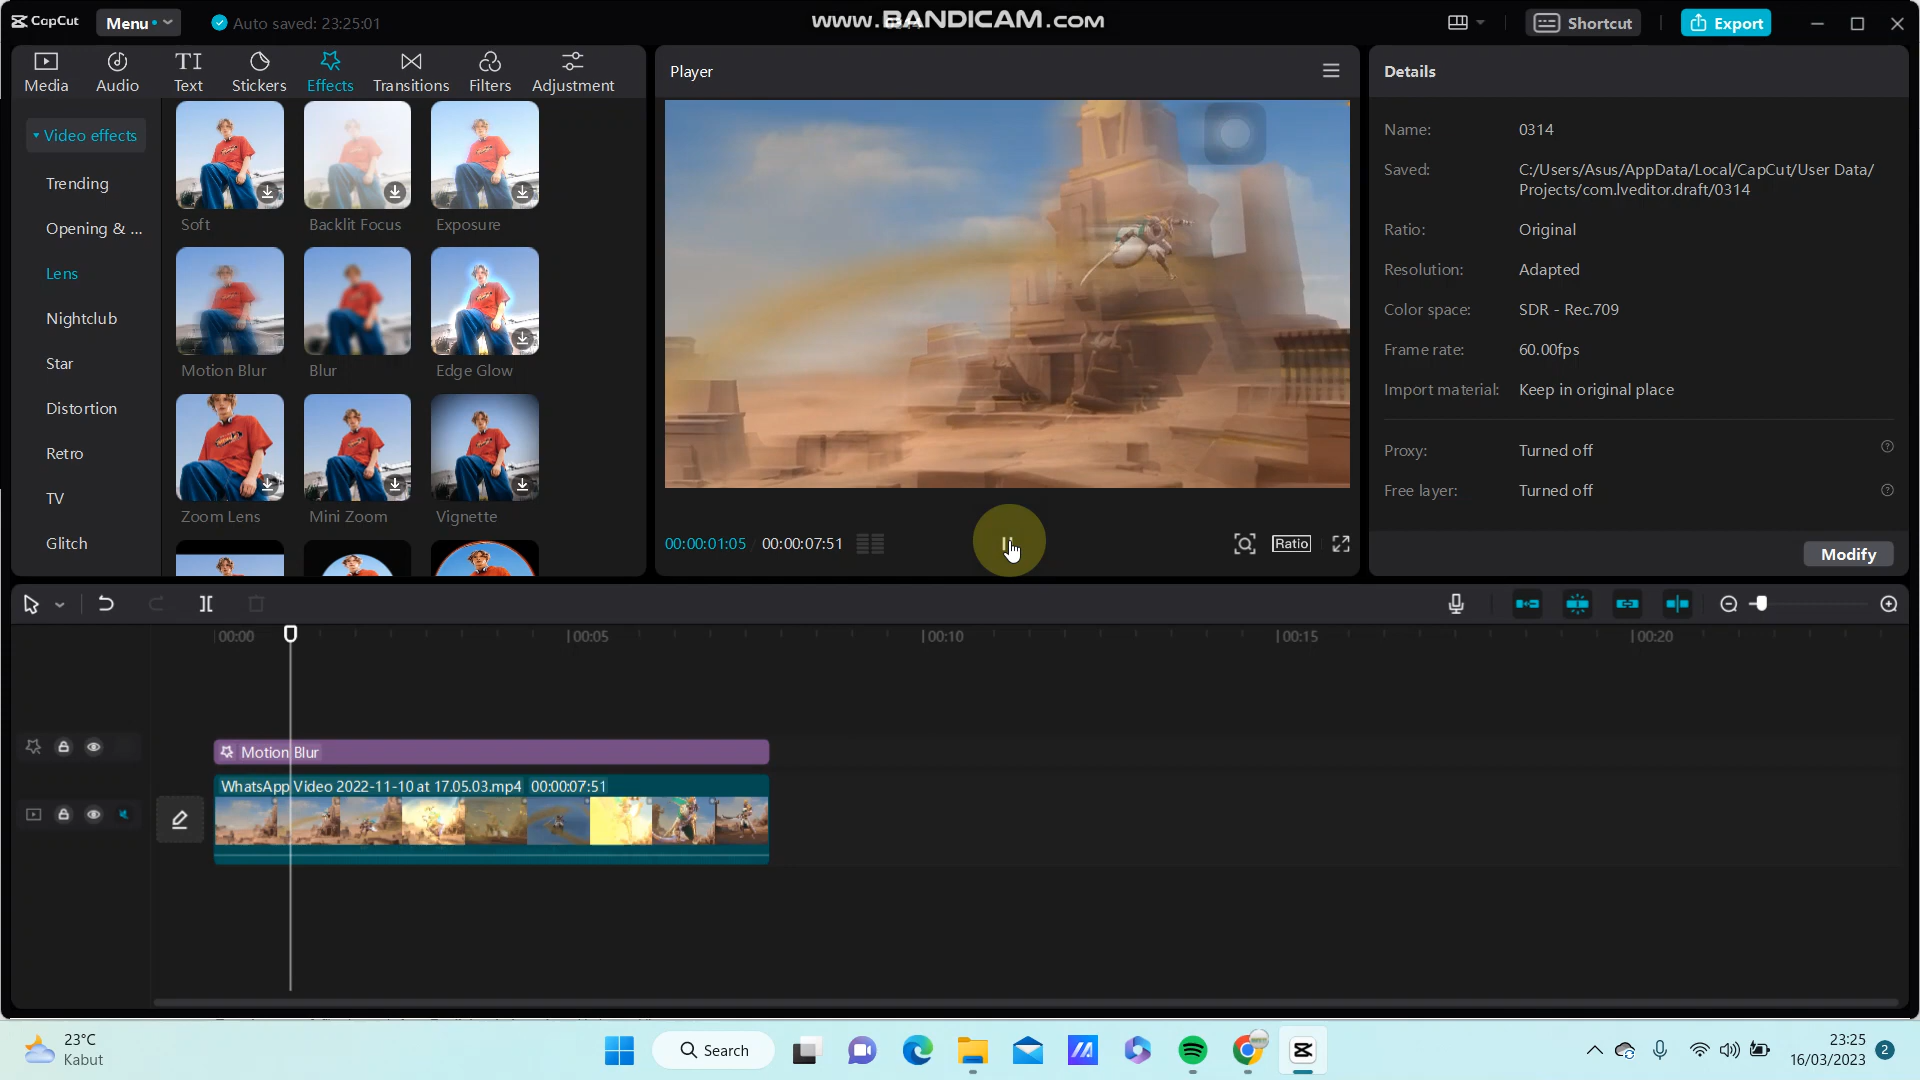 CapCut
Menu
Auto saved: 23:25:01
www.BANDICAM.com
Shortcut
Export
Media
Audio
Text
Stickers
Effects
Transitions
Filters
Adjustment
Video effects
Trending
Opening & ...
Lens
Nightclub
Star
Distortion
Retro
TV
Glitch
Soft
Backlit Focus
Exposure
Motion Blur
Blur
Edge Glow
Zoom Lens
Mini Zoom
Vignette
Player
00:00:01:05
00:00:07:51
Ratio
Details
Name: 0314
Saved: C:/Users/Asus/AppData/Local/CapCut/User Data/
Projects/com.lveditor.draft/0314
Ratio: Original
Resolution: Adapted
Color space: SDR - Rec.709
Frame rate: 60.00fps
Import material: Keep in original place
Proxy: Turned off
Free layer: Turned off
Modify
00:00
00:05
00:10
00:15
00:20
Motion Blur
WhatsApp Video 2022-11-10 at 17.05.03.mp4 00:00:07:51
23°C
Kabut
Search
23:25
16/03/2023
2